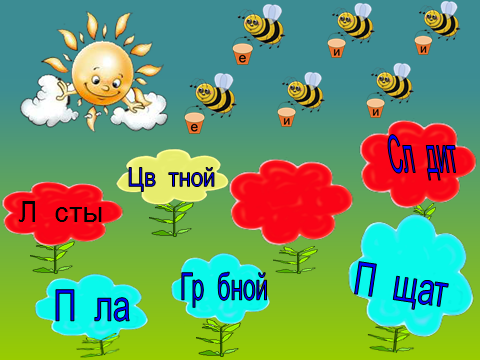 е и и
е и и
Сл дит
Цв тной
Л сты
Гр бной
П щат
П ла